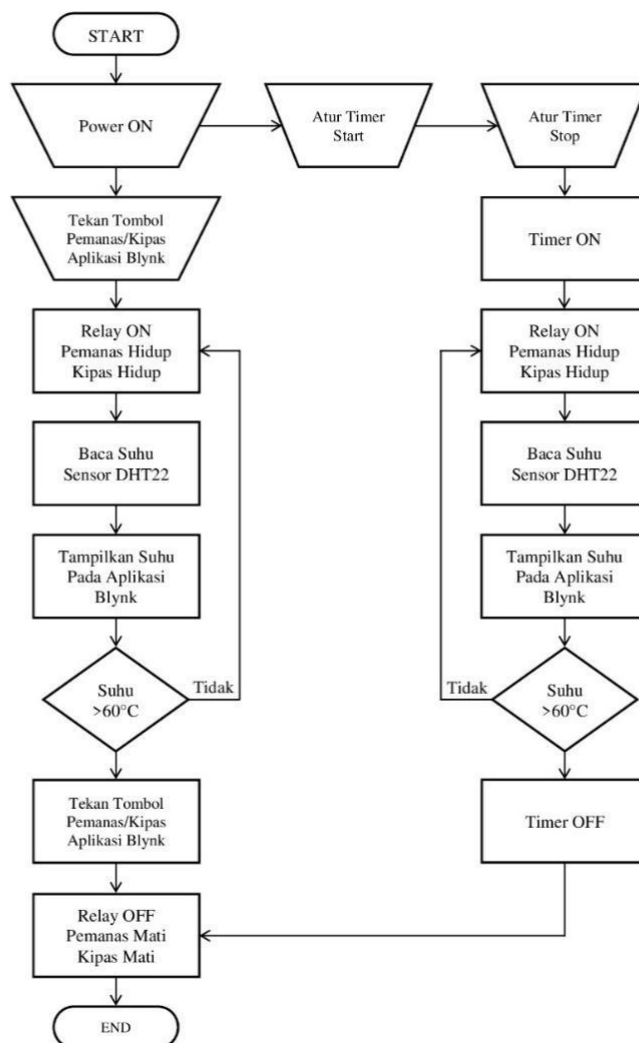 START
Power ON
Atur Timer
Start
Atur Timer
Stop
Tekan Tombol
Pemanas/Kipas
Aplikasi Blynk
Timer ON
Relay ON
Pemanas Hidup
Kipas Hidup
Relay ON
Pemanas Hidup
Kipas Hidup
Baca Suhu
Sensor DHT22
Baca Suhu
Sensor DHT22
Tampilkan Suhu
Pada Aplikasi
Blynk
Tampilkan Suhu
Pada Aplikasi
Blynk
Suhu
>60°C
Tidak
Tidak
Suhu
>60°C
Tekan Tombol
Pemanas/Kipas
Aplikasi Blynk
Timer OFF
Relay OFF
Pemanas Mati
Kipas Mati
END